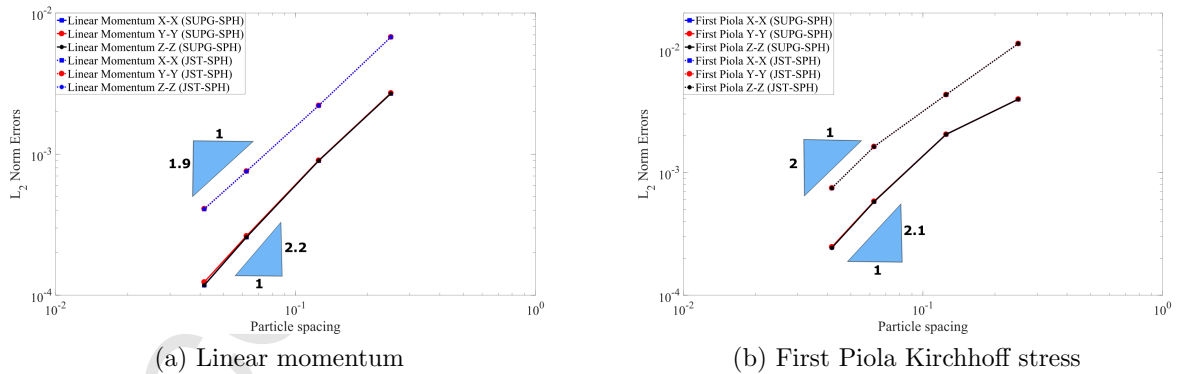 Linear Momentum X-X (SUPG-SPH)
Linear Momentum Y-Y (SUPG-SPH)
Linear Momentum Z-Z (SUPG-SPH)
Linear Momentum X-X (JST-SPH)
Linear Momentum Y-Y (JST-SPH)
Linear Momentum Z-Z (JST-SPH)
10^-2
10^-3
10^-4
L_2 Norm Errors
1
1.9
2.2
1
10^-2
10^-1
10^0
Particle spacing
(a) Linear momentum
First Piola X-X (SUPG-SPH)
First Piola Y-Y (SUPG-SPH)
First Piola Z-Z (SUPG-SPH)
First Piola X-X (JST-SPH)
First Piola Y-Y (JST-SPH)
First Piola Z-Z (JST-SPH)
10^-2
10^-3
10^-4
L_2 Norm Errors
1
2
2.1
1
10^-2
10^-1
10^0
Particle spacing
(b) First Piola Kirchhoff stress